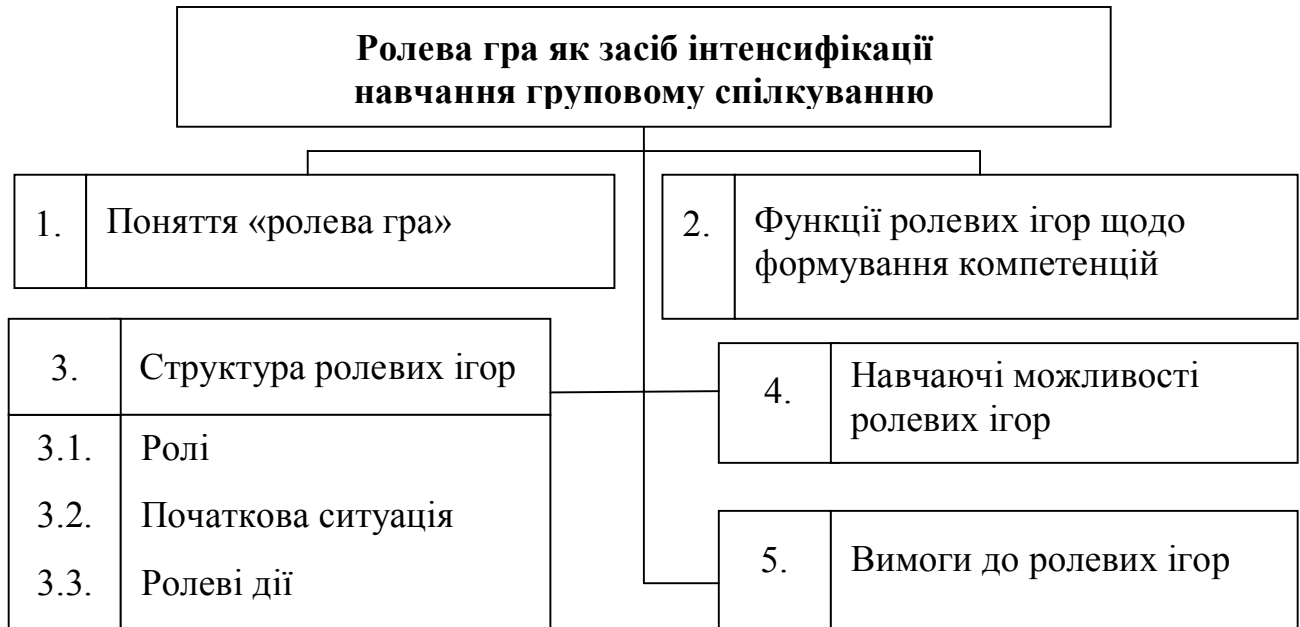 Ролева гра як засіб інтенсифікації
навчання груповому спілкуванню
1. Поняття «ролева гра»
2. Функції ролевих ігор щодо
формування компетенцій
3. Структура ролевих ігор
3.1. Ролі
3.2. Початкова ситуація
3.3. Ролеві дії
4. Навчаючі можливості
ролевих ігор
5. Вимоги до ролевих ігор